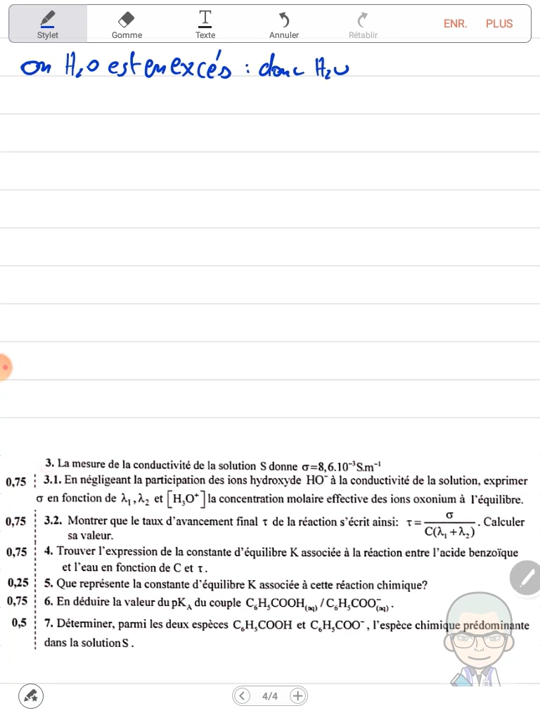 Stylet Gomme Texte Annuler Rétablir ENR. PLUS
on H₂O est en excés : donc H₂O
3. La mesure de la conductivité de la solution S donne σ=8,6.10⁻³S.m⁻¹
0,75 3.1. En négligeant la participation des ions hydroxyde HO⁻ à la conductivité de la solution, exprimer
σ en fonction de λ₁,λ₂ et [H₃O⁺] la concentration molaire effective des ions oxonium à l'équilibre.
0,75 3.2. Montrer que le taux d'avancement final τ de la réaction s'écrit ainsi: τ = σ / C(λ₁+λ₂) . Calculer
sa valeur.
0,75 4. Trouver l'expression de la constante d'équilibre K associée à la réaction entre l'acide benzoïque
et l'eau en fonction de C et τ .
0,25 5. Que représente la constante d'équilibre K associée à cette réaction chimique?
0,75 6. En déduire la valeur du pK_A du couple C₆H₅COOH(aq) / C₆H₅COO⁻(aq) .
0,5 7. Déterminer, parmi les deux espèces C₆H₅COOH et C₆H₅COO⁻ , l'espèce chimique prédominante
dans la solution S .
4/4